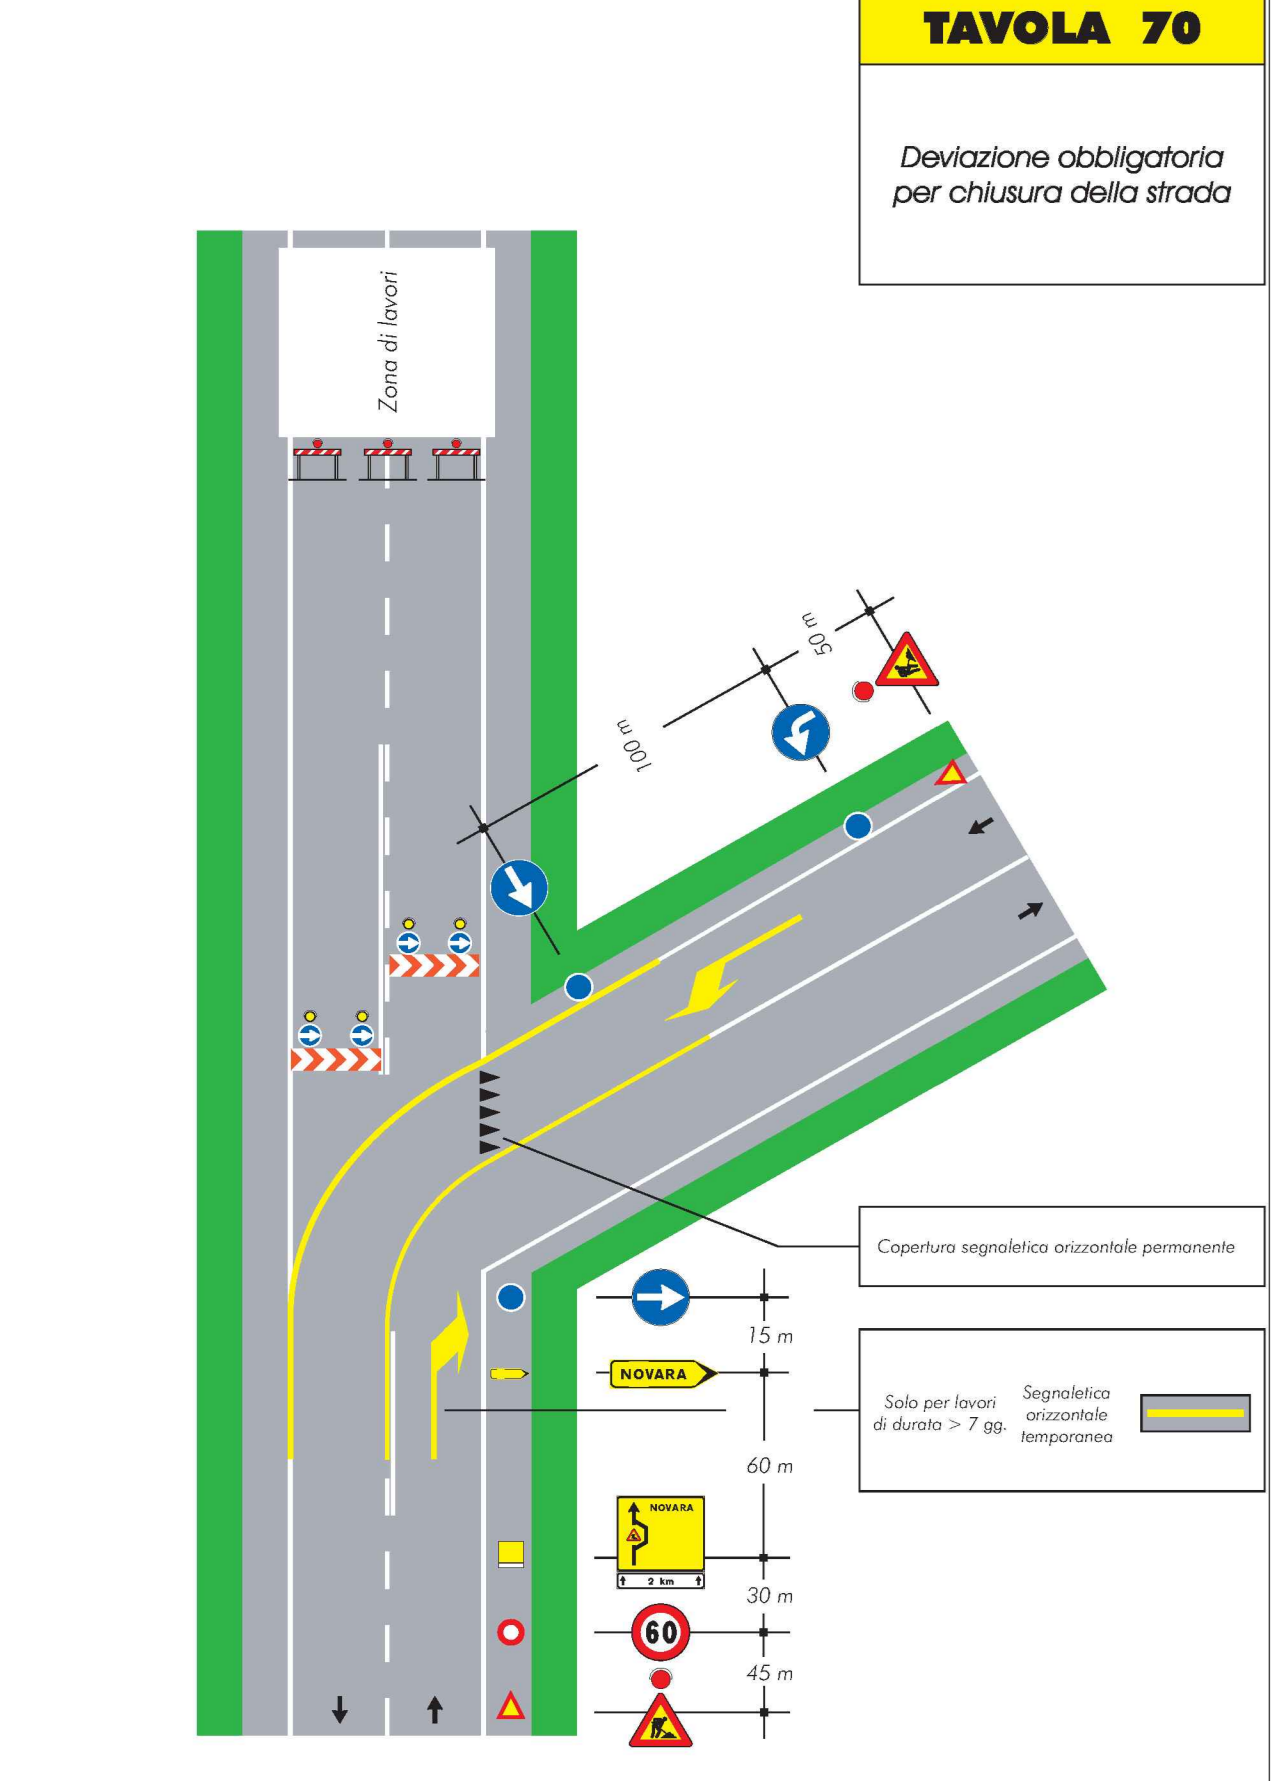 TAVOLA 70
Deviazione obbligatoria
per chiusura della strada
Zona di lavori
50 m
100 m
Copertura segnaletica orizzontale permanente
15 m
NOVARA
Solo per lavori
di durata > 7 gg.
Segnaletica
orizzontale
temporanea
60 m
NOVARA
2 km
30 m
60
45 m